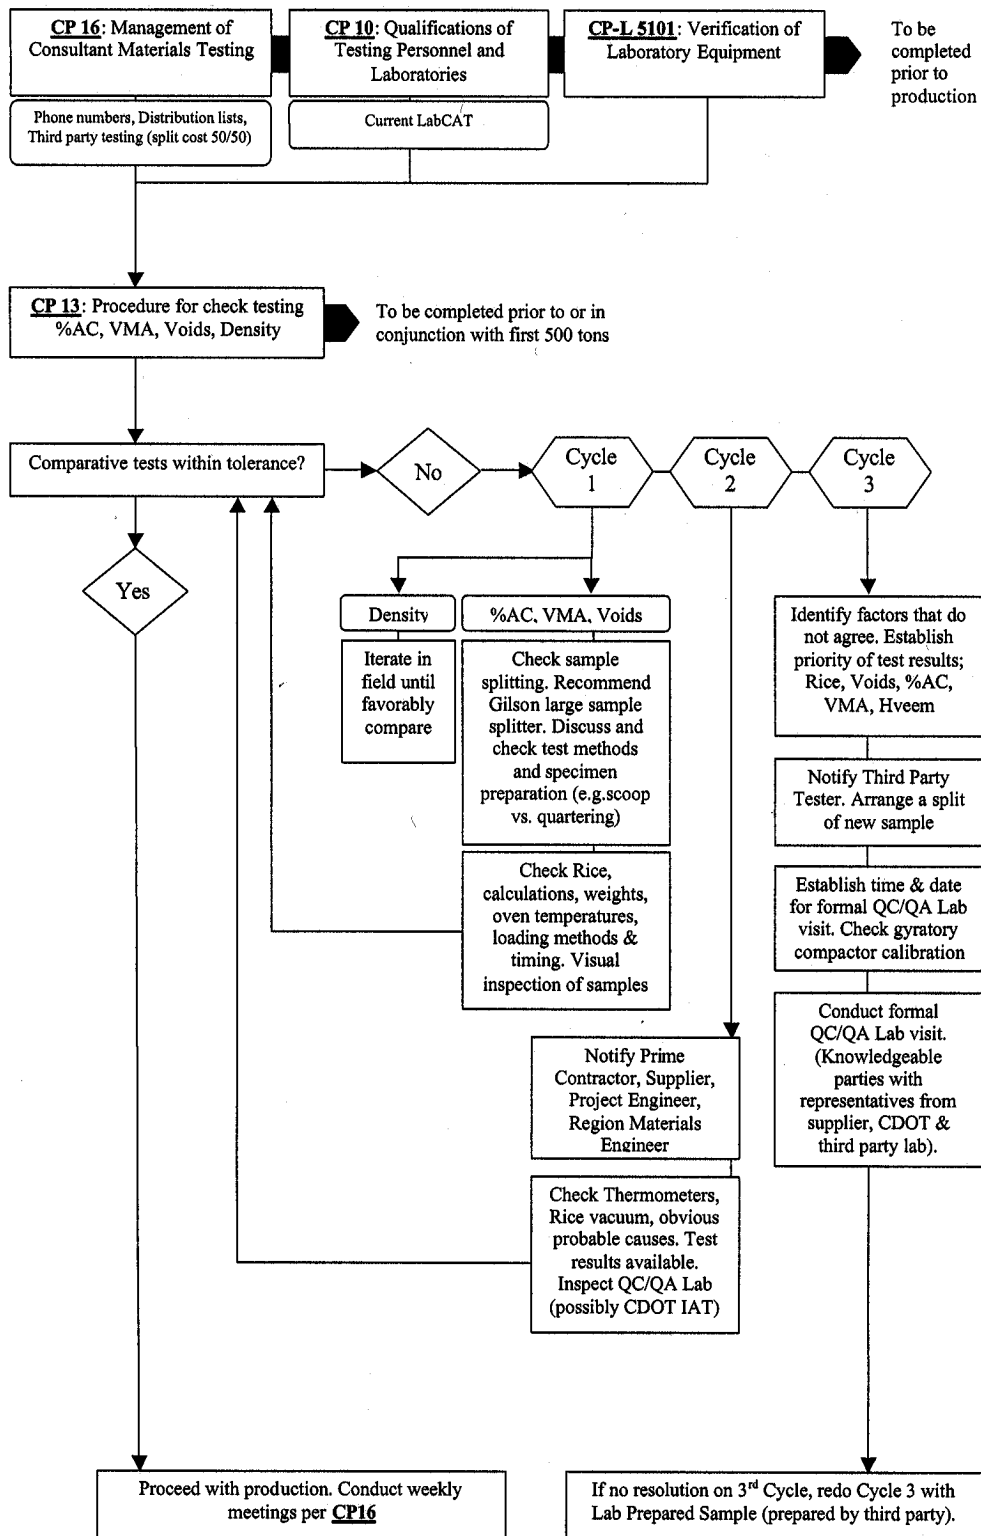 CP 16: Management of
Consultant Materials Testing
CP 10: Qualifications of
Testing Personnel and
Laboratories
CP-L 5101: Verification of
Laboratory Equipment
To be
completed
prior to
production
Phone numbers, Distribution lists,
Third party testing (split cost 50/50)
Current LabCAT
CP 13: Procedure for check testing
%AC, VMA, Voids, Density
To be completed prior to or in
conjunction with first 500 tons
Comparative tests within tolerance?
No
Cycle
1
Cycle
2
Cycle
3
Yes
Density
Iterate in
field until
favorably
compare
%AC, VMA, Voids
Check sample
splitting. Recommend
Gilson large sample
splitter. Discuss and
check test methods
and specimen
preparation (e.g.scoop
vs. quartering)
Check Rice,
calculations, weights,
oven temperatures,
loading methods &
timing. Visual
inspection of samples
Notify Prime
Contractor, Supplier,
Project Engineer,
Region Materials
Engineer
Check Thermometers,
Rice vacuum, obvious
probable causes. Test
results available.
Inspect QC/QA Lab
(possibly CDOT IAT)
Identify factors that do
not agree. Establish
priority of test results;
Rice, Voids, %AC,
VMA, Hveem
Notify Third Party
Tester. Arrange a split
of new sample
Establish time & date
for formal QC/QA Lab
visit. Check gyratory
compactor calibration
Conduct formal
QC/QA Lab visit.
(Knowledgeable
parties with
representatives from
supplier, CDOT &
third party lab).
Proceed with production. Conduct weekly
meetings per CP16
If no resolution on 3rd Cycle, redo Cycle 3 with
Lab Prepared Sample (prepared by third party).